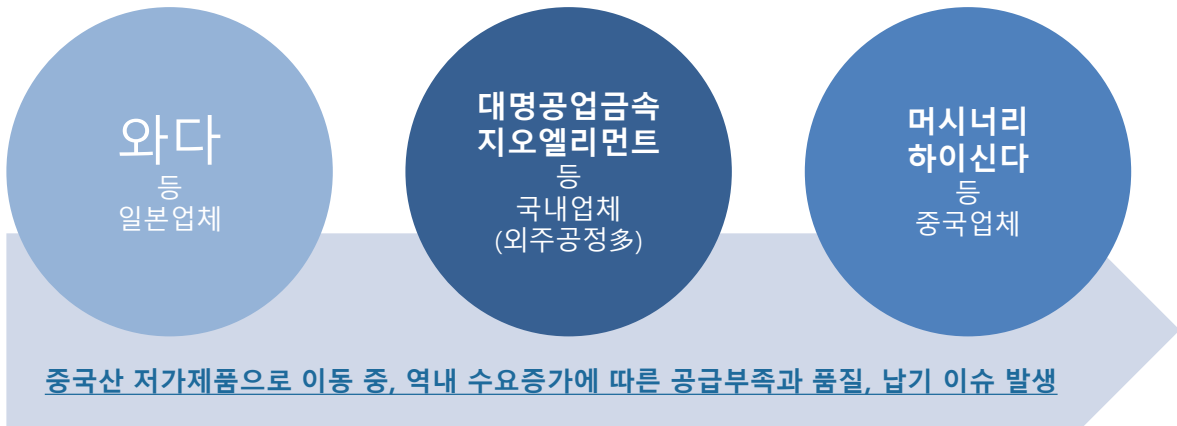 와다
등
일본업체
대명공업금속
지오엘리먼트
등
국내업체
(외주공정多)
머시너리
하이신다
등
중국업체
중국산 저가제품으로 이동 중, 역내 수요증가에 따른 공급부족과 품질, 납기 이슈 발생